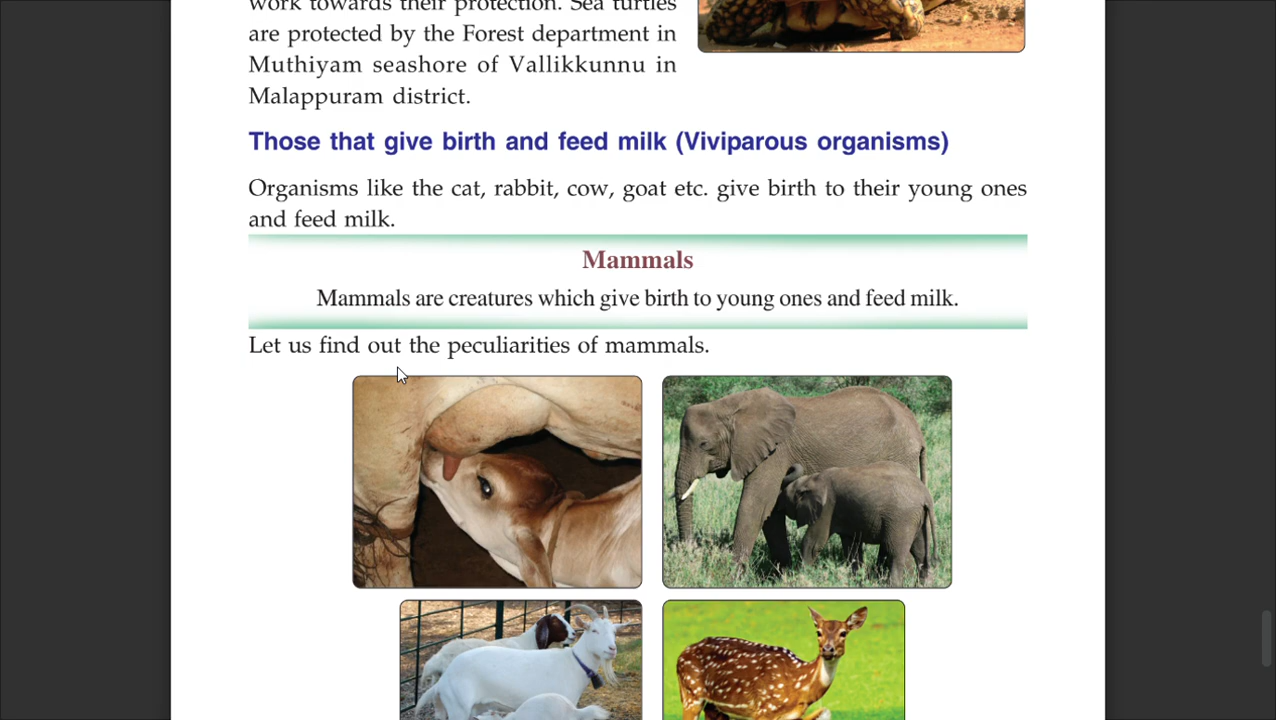 work towards their protection. Sea turtles
are protected by the Forest department in
Muthiyam seashore of Vallikkunnu in
Malappuram district.
Those that give birth and feed milk (Viviparous organisms)
Organisms like the cat, rabbit, cow, goat etc. give birth to their young ones
and feed milk.
Mammals
Mammals are creatures which give birth to young ones and feed milk.
Let us find out the peculiarities of mammals.